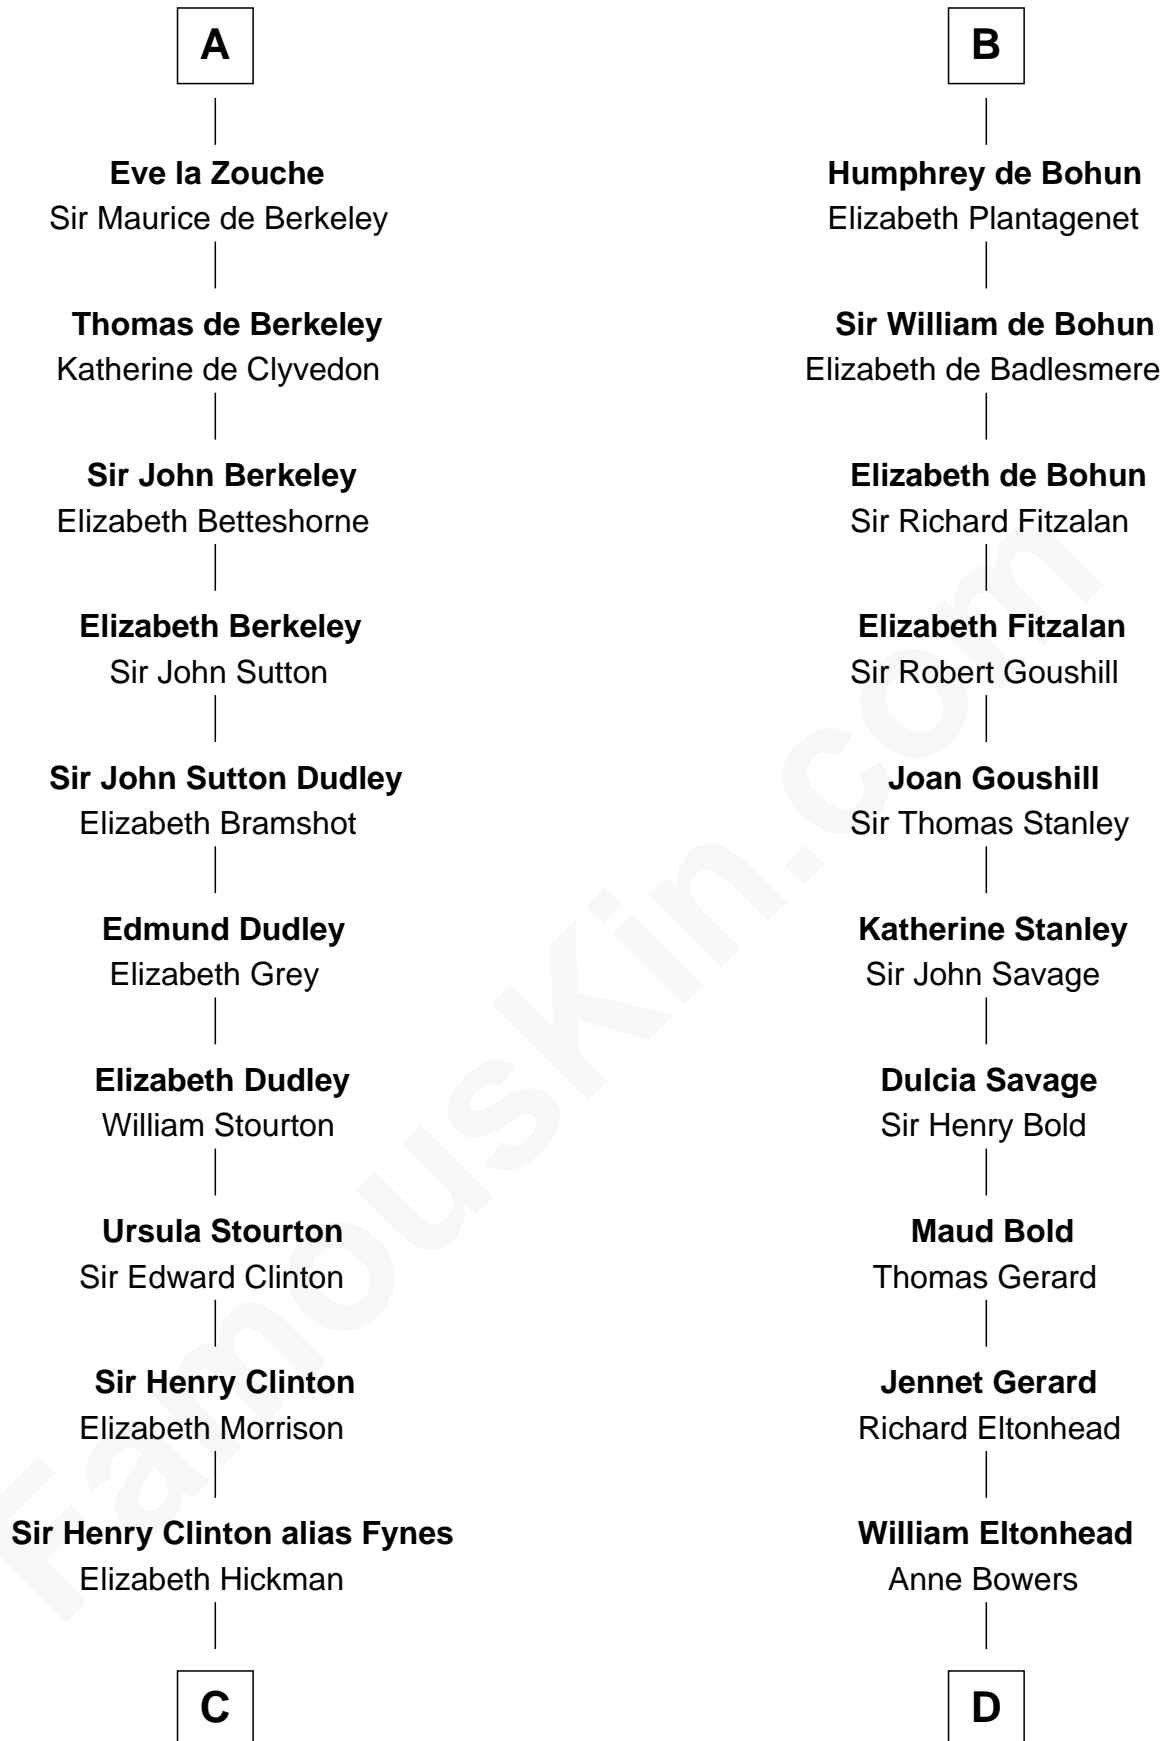 A
Eve la Zouche
Sir Maurice de Berkeley
Thomas de Berkeley
Katherine de Clyvedon
Sir John Berkeley
Elizabeth Betteshorne
Elizabeth Berkeley
Sir John Sutton
Sir John Sutton Dudley
Elizabeth Bramshot
Edmund Dudley
Elizabeth Grey
Elizabeth Dudley
William Stourton
Ursula Stourton
Sir Edward Clinton
Sir Henry Clinton
Elizabeth Morrison
Sir Henry Clinton alias Fynes
Elizabeth Hickman
C
B
Humphrey de Bohun
Elizabeth Plantagenet
Sir William de Bohun
Elizabeth de Badlesmere
Elizabeth de Bohun
Sir Richard Fitzalan
Elizabeth Fitzalan
Sir Robert Goushill
Joan Goushill
Sir Thomas Stanley
Katherine Stanley
Sir John Savage
Dulcia Savage
Sir Henry Bold
Maud Bold
Thomas Gerard
Jennet Gerard
Richard Eltonhead
William Eltonhead
Anne Bowers
D
FamousKin.com